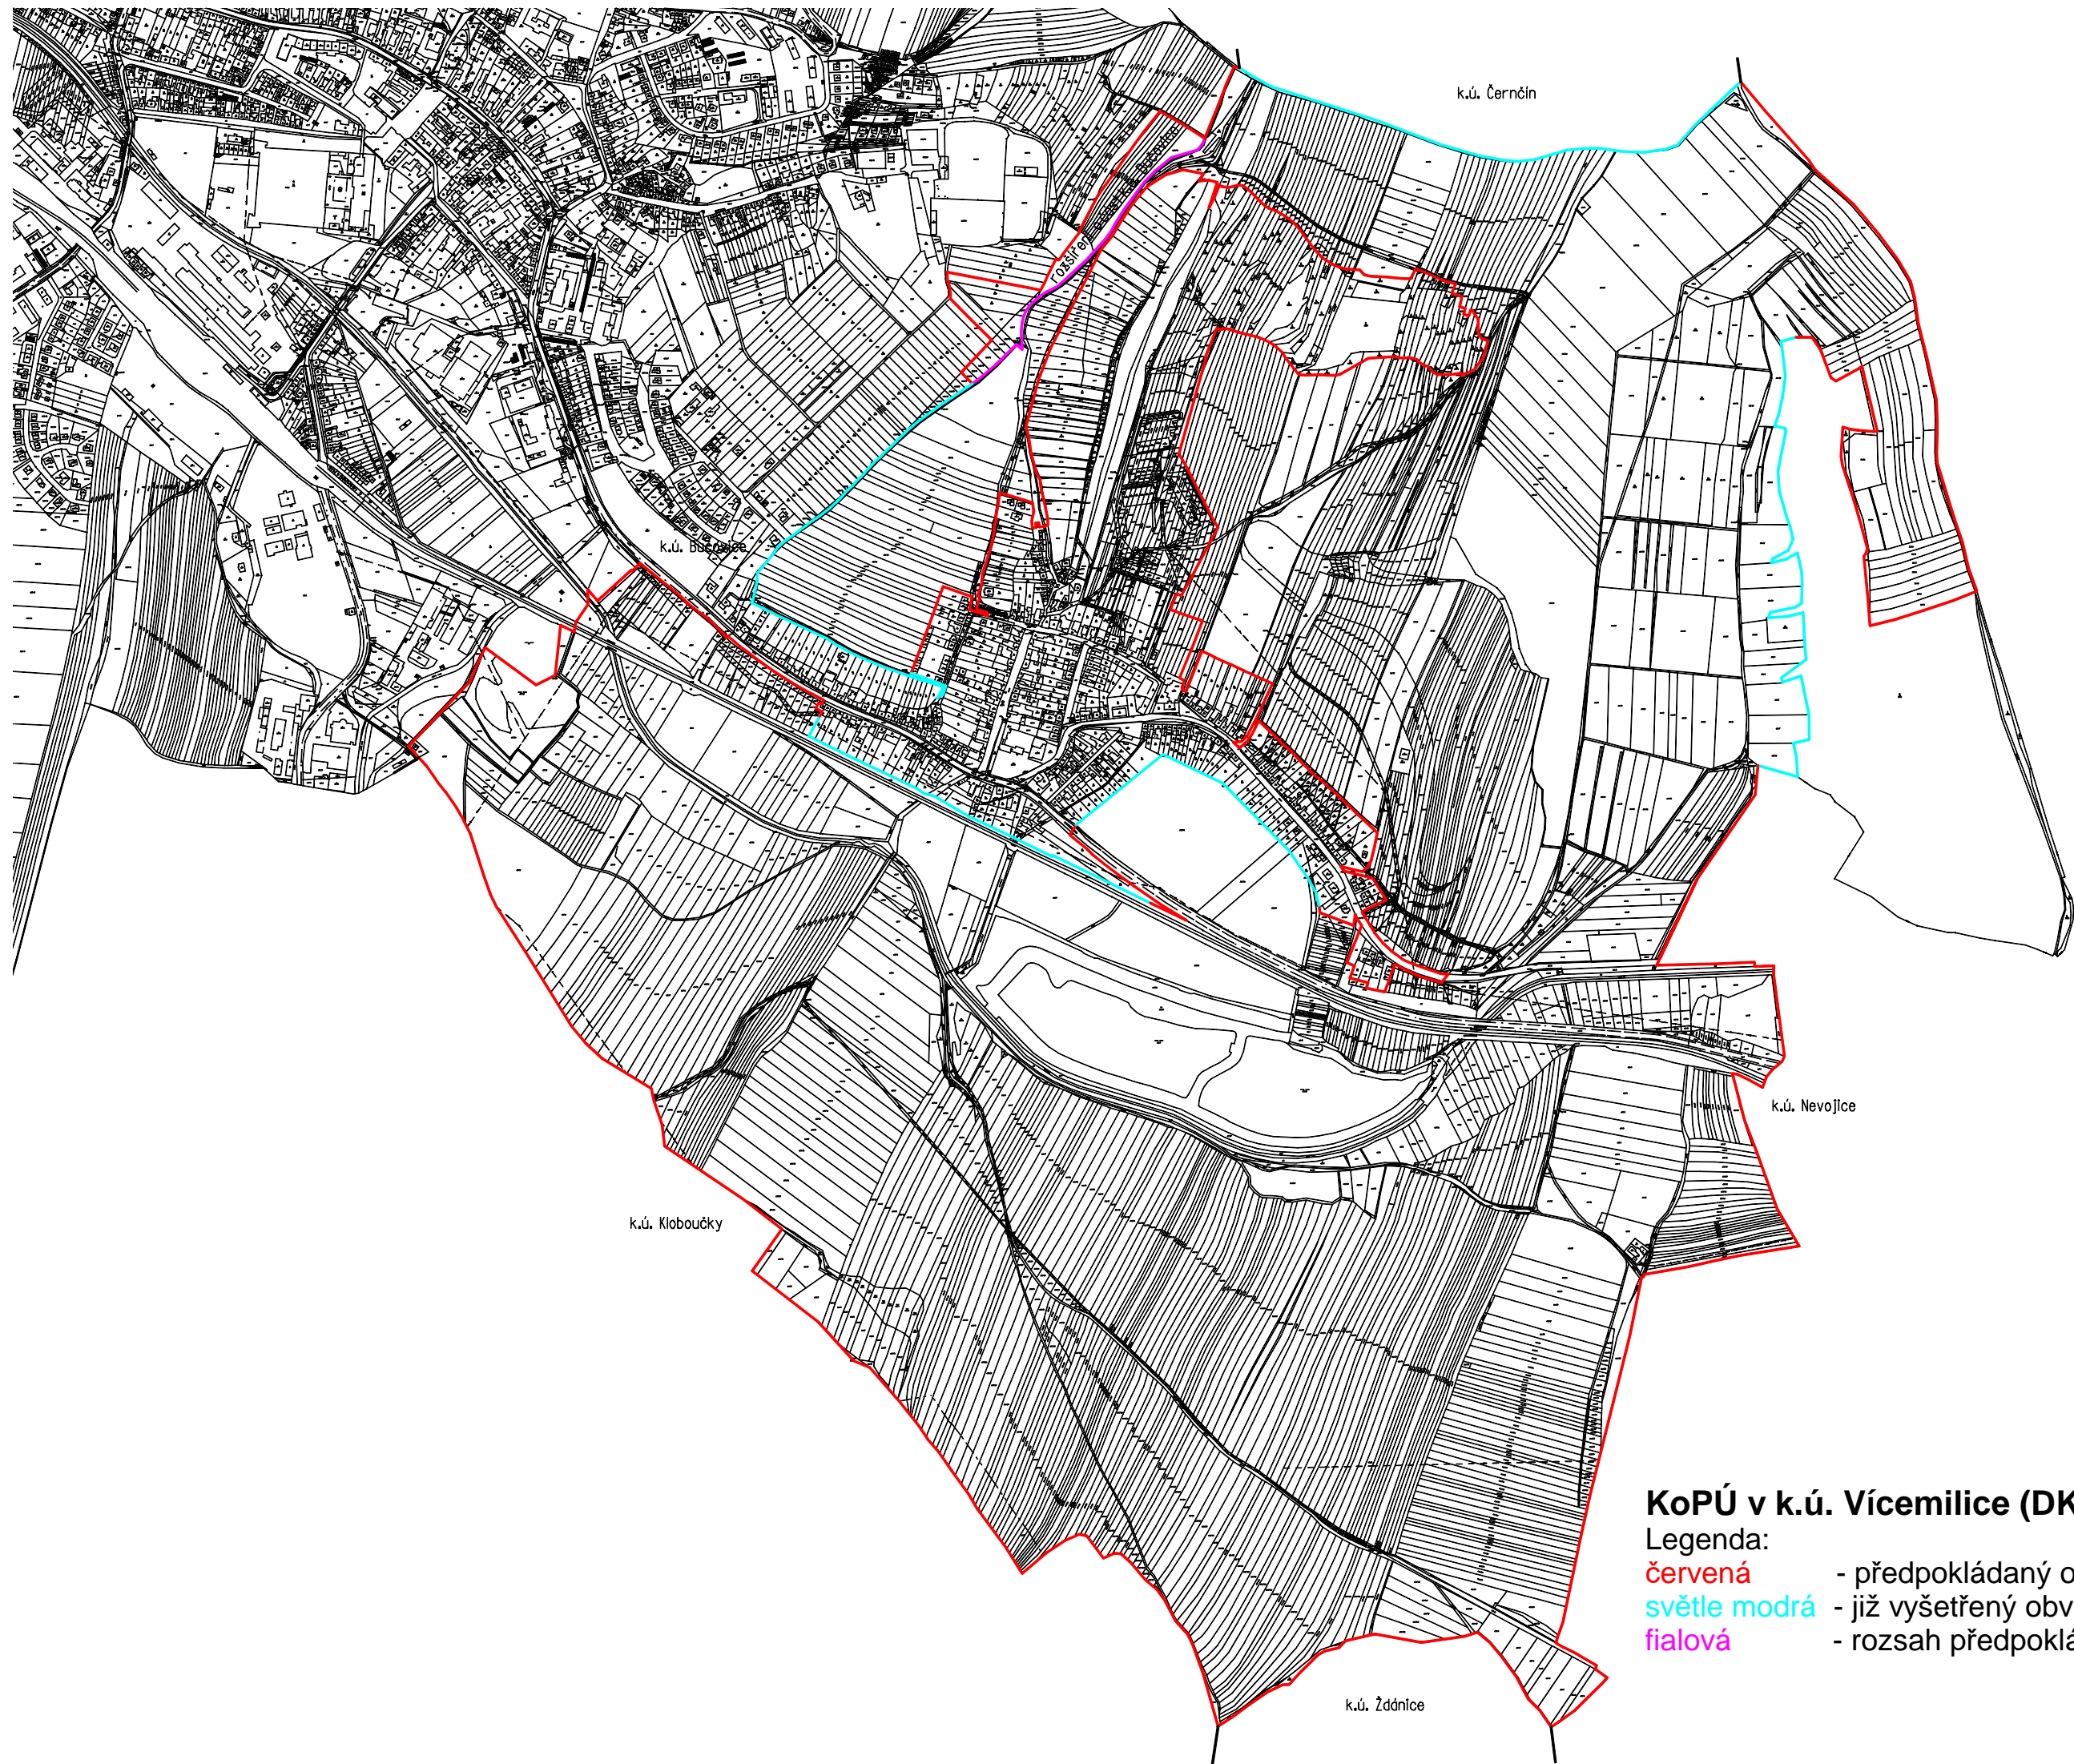 k.ú. Černčín
k.ú. Bučovice
k.ú. Nevojice
k.ú. Kloboučky
k.ú. Ždánice
KoPÚ v k.ú. Vícemilice (DK
Legenda:
červená - předpokládaný o
světle modrá - již vyšetřený obv
fialová - rozsah předpoklá